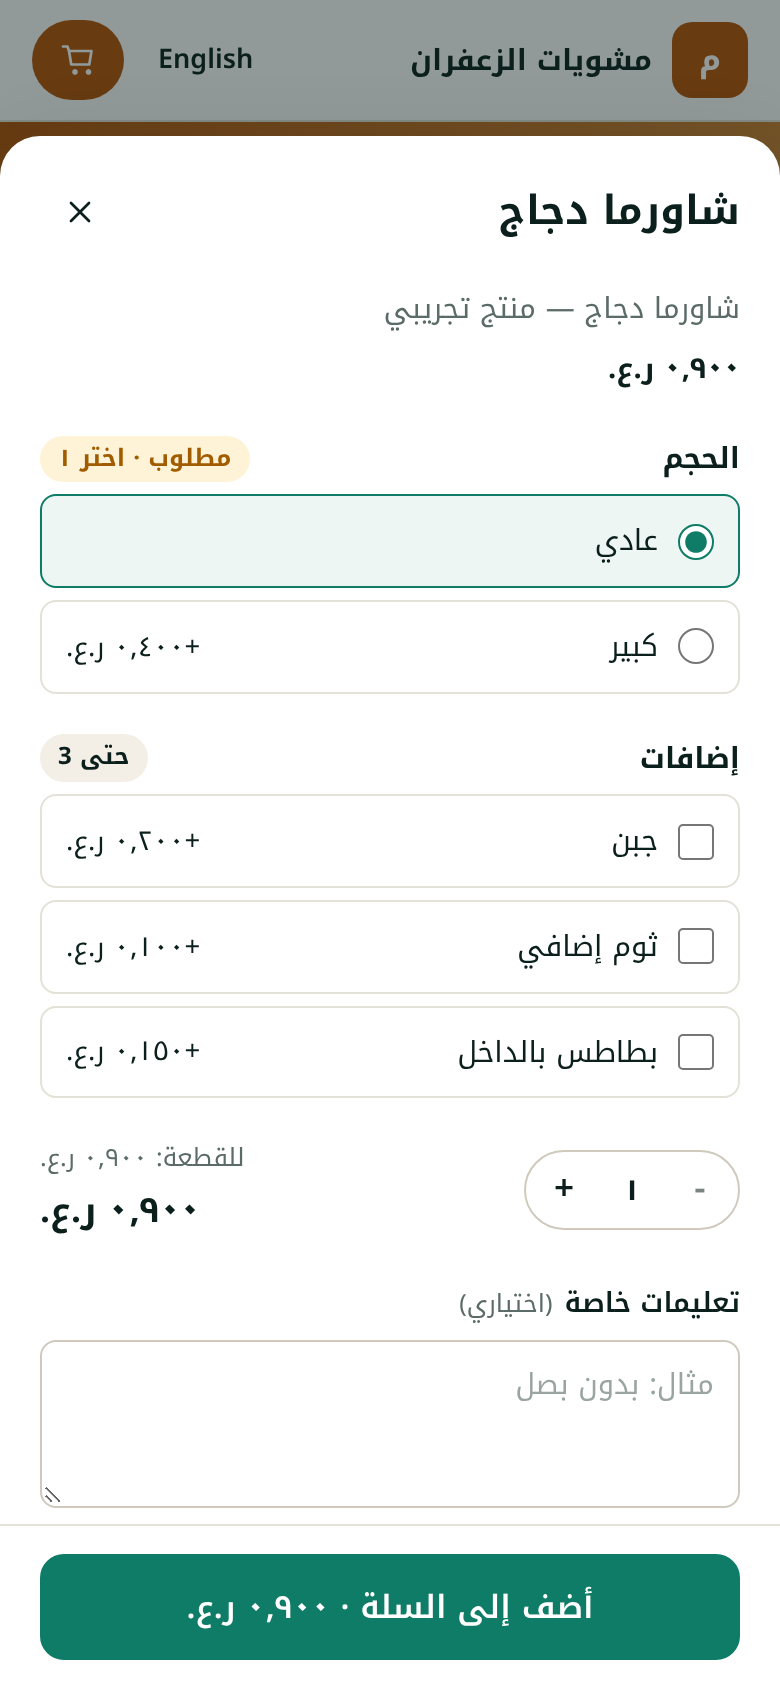 م
مشويات الزعفران
English
شاورما دجاج
شاورما دجاج — منتج تجريبي
٠,٩٠٠ ر.ع.
الحجم
مطلوب · اختر ١
عادي
كبير
+٠,٤٠٠ ر.ع.
إضافات
حتى 3
جبن
+٠,٢٠٠ ر.ع.
ثوم إضافي
+٠,١٠٠ ر.ع.
بطاطس بالداخل
+٠,١٥٠ ر.ع.
- ١ +
للقطعة: ٠,٩٠٠ ر.ع.
٠,٩٠٠ ر.ع.
تعليمات خاصة (اختياري)
مثال: بدون بصل
أضف إلى السلة · ٠,٩٠٠ ر.ع.